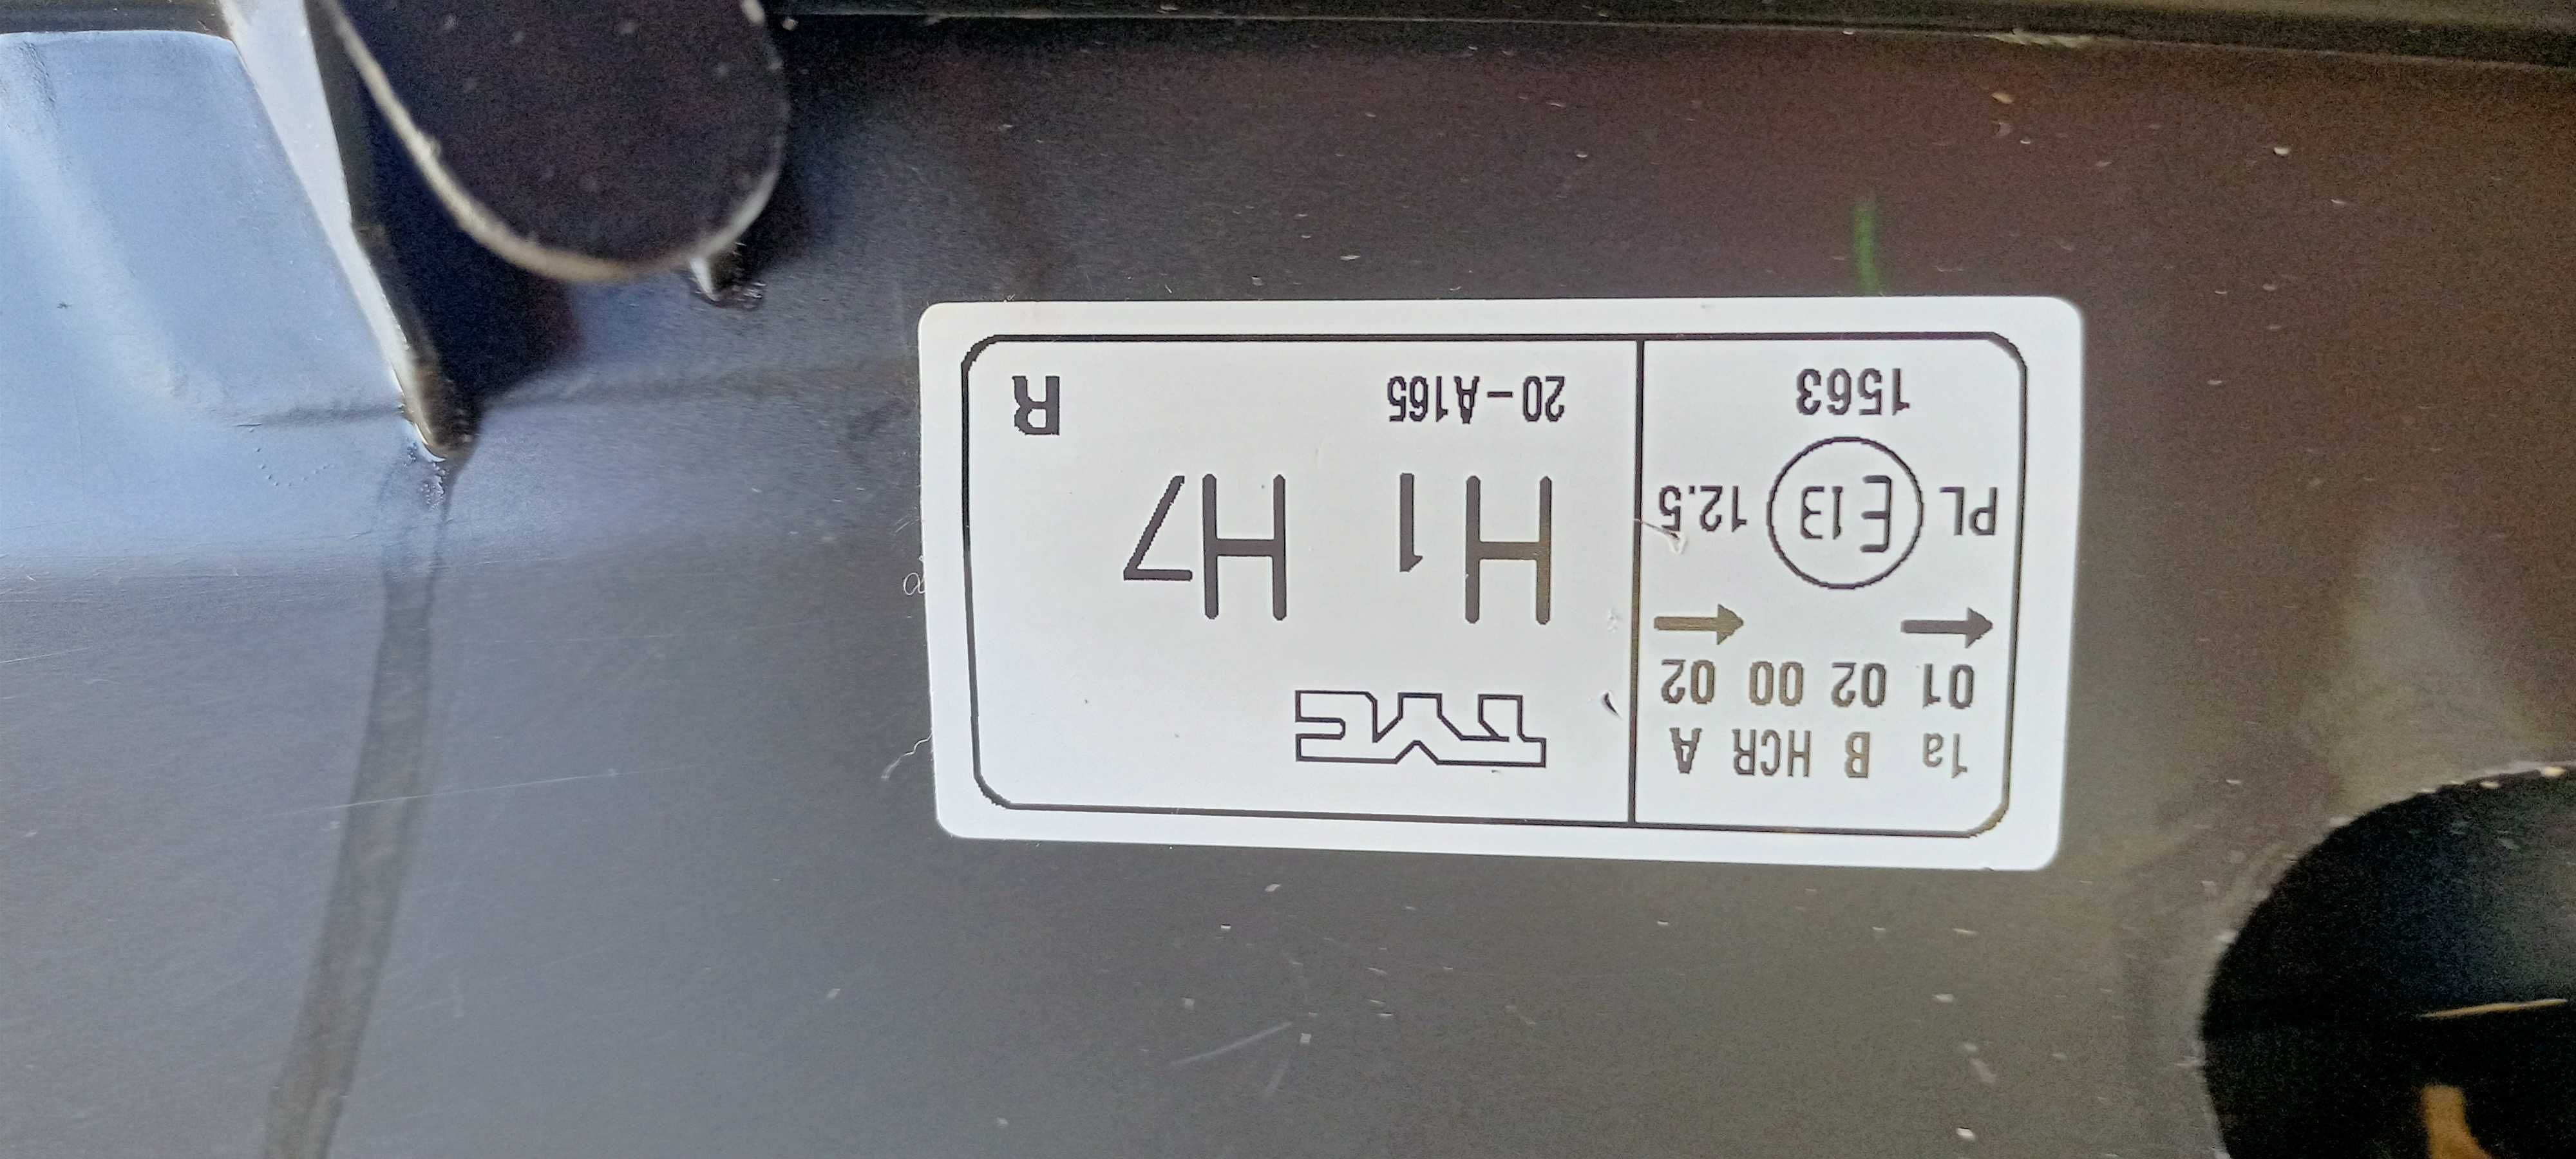 1a B HCR A
01 02 00 02
← ←
PL E13 12.5
1563
TYC
H1 H7
20-A165 R